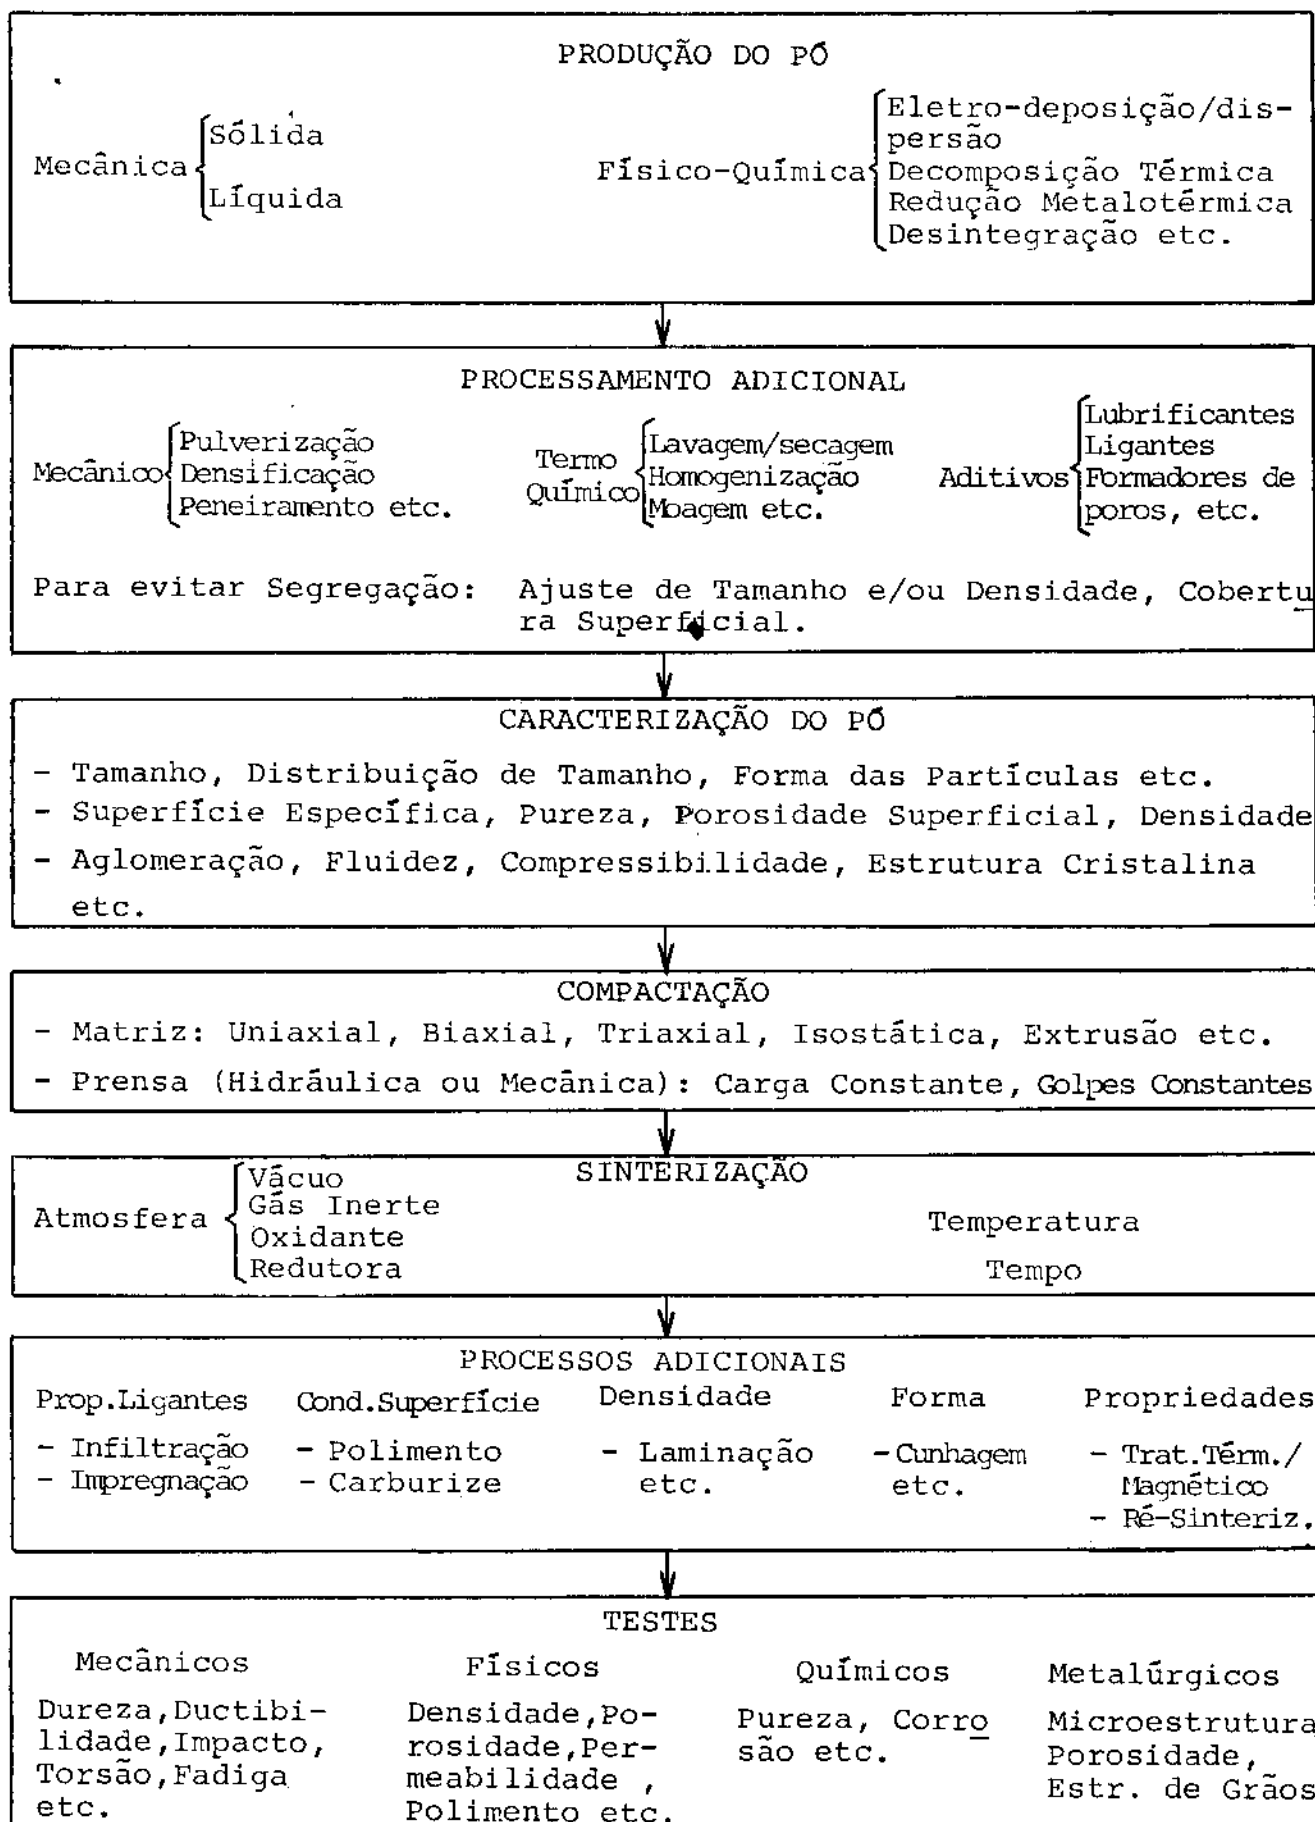 PRODUÇÃO DO PÓ
Mecânica
Sólida
Líquida
Físico-Química
Eletro-deposição/dis-
persão
Decomposição Térmica
Redução Metalotérmica
Desintegração etc.
PROCESSAMENTO ADICIONAL
Mecânico
Pulverização
Densificação
Peneiramento etc.
Termo
Químico
Lavagem/secagem
Homogenização
Moagem etc.
Aditivos
Lubrificantes
Ligantes
Formadores de
poros, etc.
Para evitar Segregação: Ajuste de Tamanho e/ou Densidade, Cobertu
ra Superficial.
CARACTERIZAÇÃO DO PÓ
- Tamanho, Distribuição de Tamanho, Forma das Partículas etc.
- Superfície Específica, Pureza, Porosidade Superficial, Densidade
- Aglomeração, Fluidez, Compressibilidade, Estrutura Cristalina
etc.
COMPACTAÇÃO
- Matriz: Uniaxial, Biaxial, Triaxial, Isostática, Extrusão etc.
- Prensa (Hidráulica ou Mecânica): Carga Constante, Golpes Constantes
SINTERIZAÇÃO
Atmosfera
Vácuo
Gás Inerte
Oxidante
Redutora
Temperatura
Tempo
PROCESSOS ADICIONAIS
Prop.Ligantes
- Infiltração
- Impregnação
Cond.Superfície
- Polimento
- Carburize
Densidade
- Laminação
etc.
Forma
- Cunhagem
etc.
Propriedades
- Trat.Térm./
Magnético
- Ré-Sinteriz.
TESTES
Mecânicos
Dureza,Ductibi-
lidade,Impacto,
Torsão,Fadiga
etc.
Físicos
Densidade,Po-
rosidade,Per-
meabilidade ,
Polimento etc.
Químicos
Pureza, Corro
são etc.
Metalúrgicos
Microestrutura
Porosidade,
Estr. de Grãos